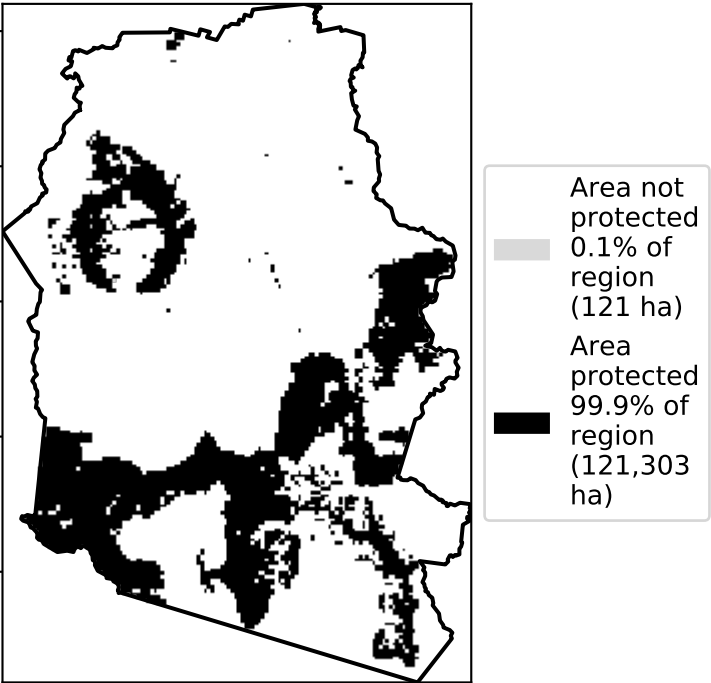 Area not
protected
0.1% of
region
(121 ha)
Area
protected
99.9% of
region
(121,303
ha)